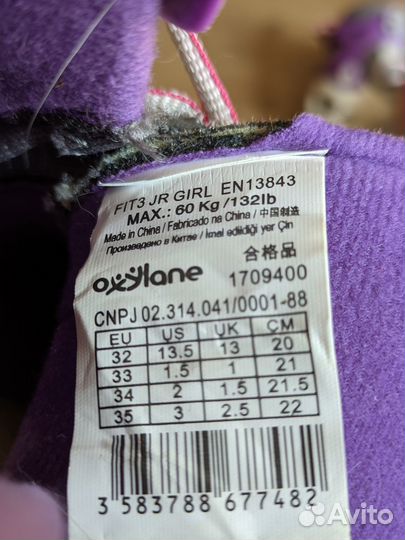 FIT3 JR GIRL EN13843
MAX.: 60 Kg /132lb
Made in China / Fabricado na China / 中国制造
Произведено в Китае / İmal edildiği yer Çin
合格品
oxylane 1709400
CNPJ 02.314.041/0001-88
EU US UK CM
32 13.5 13 20
33 1.5 1 21
34 2 1.5 21.5
35 3 2.5 22
3 583788 677482
Avito